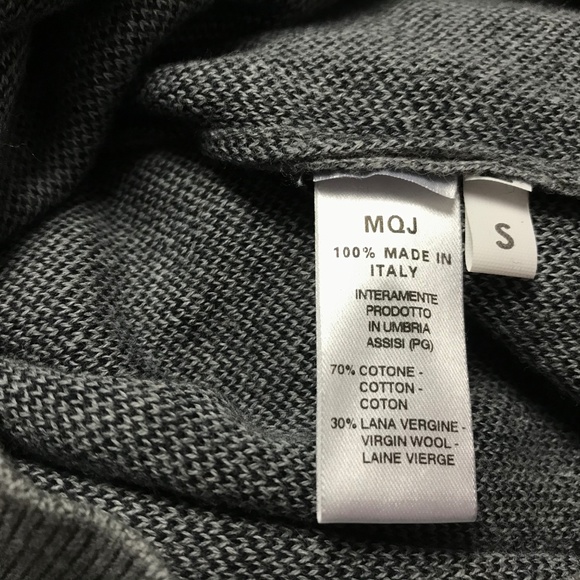 MQJ
100% MADE IN
ITALY
INTERAMENTE
PRODOTTO
IN UMBRIA
ASSISI (PG)
70% COTONE -
COTTON -
COTON
30% LANA VERGINE -
VIRGIN WOOL -
LAINE VIERGE
S